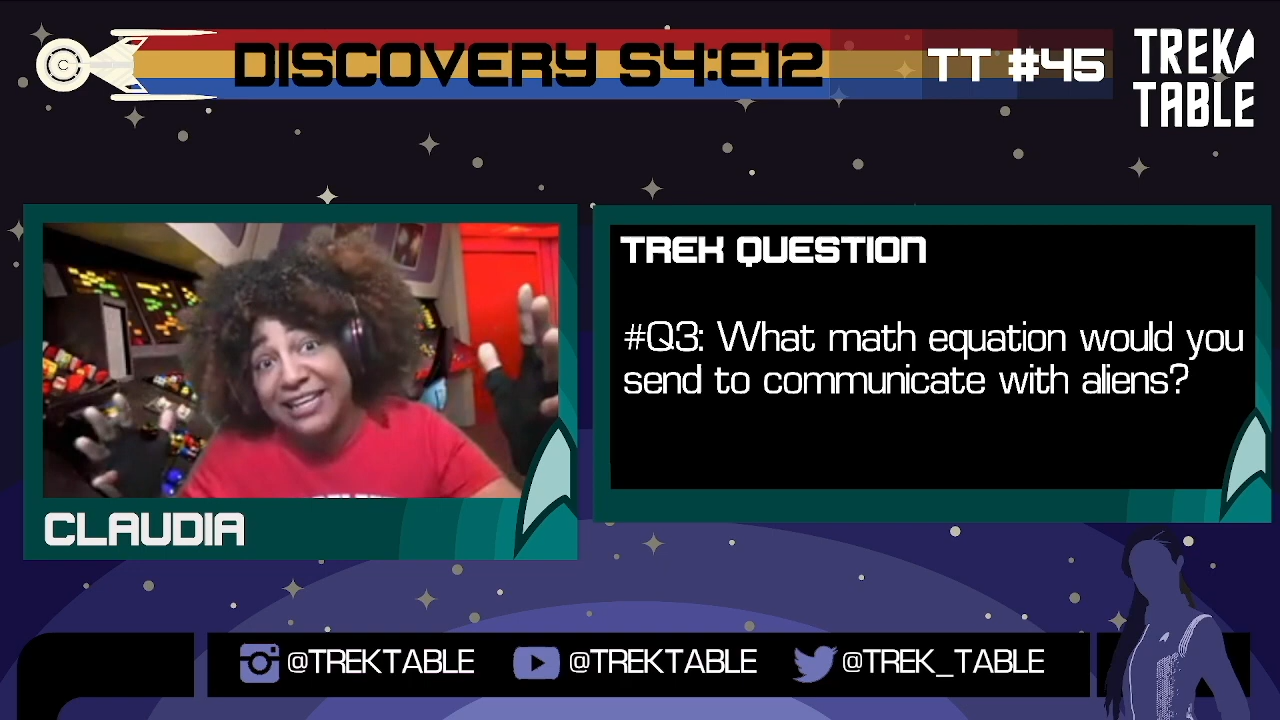 DISCOVERY S4:E12
TT #45
TREK
TABLE
TREK QUESTION
#Q3: What math equation would you
send to communicate with aliens?
CLAUDIA
@TREKTABLE
@TREKTABLE
@TREK_TABLE